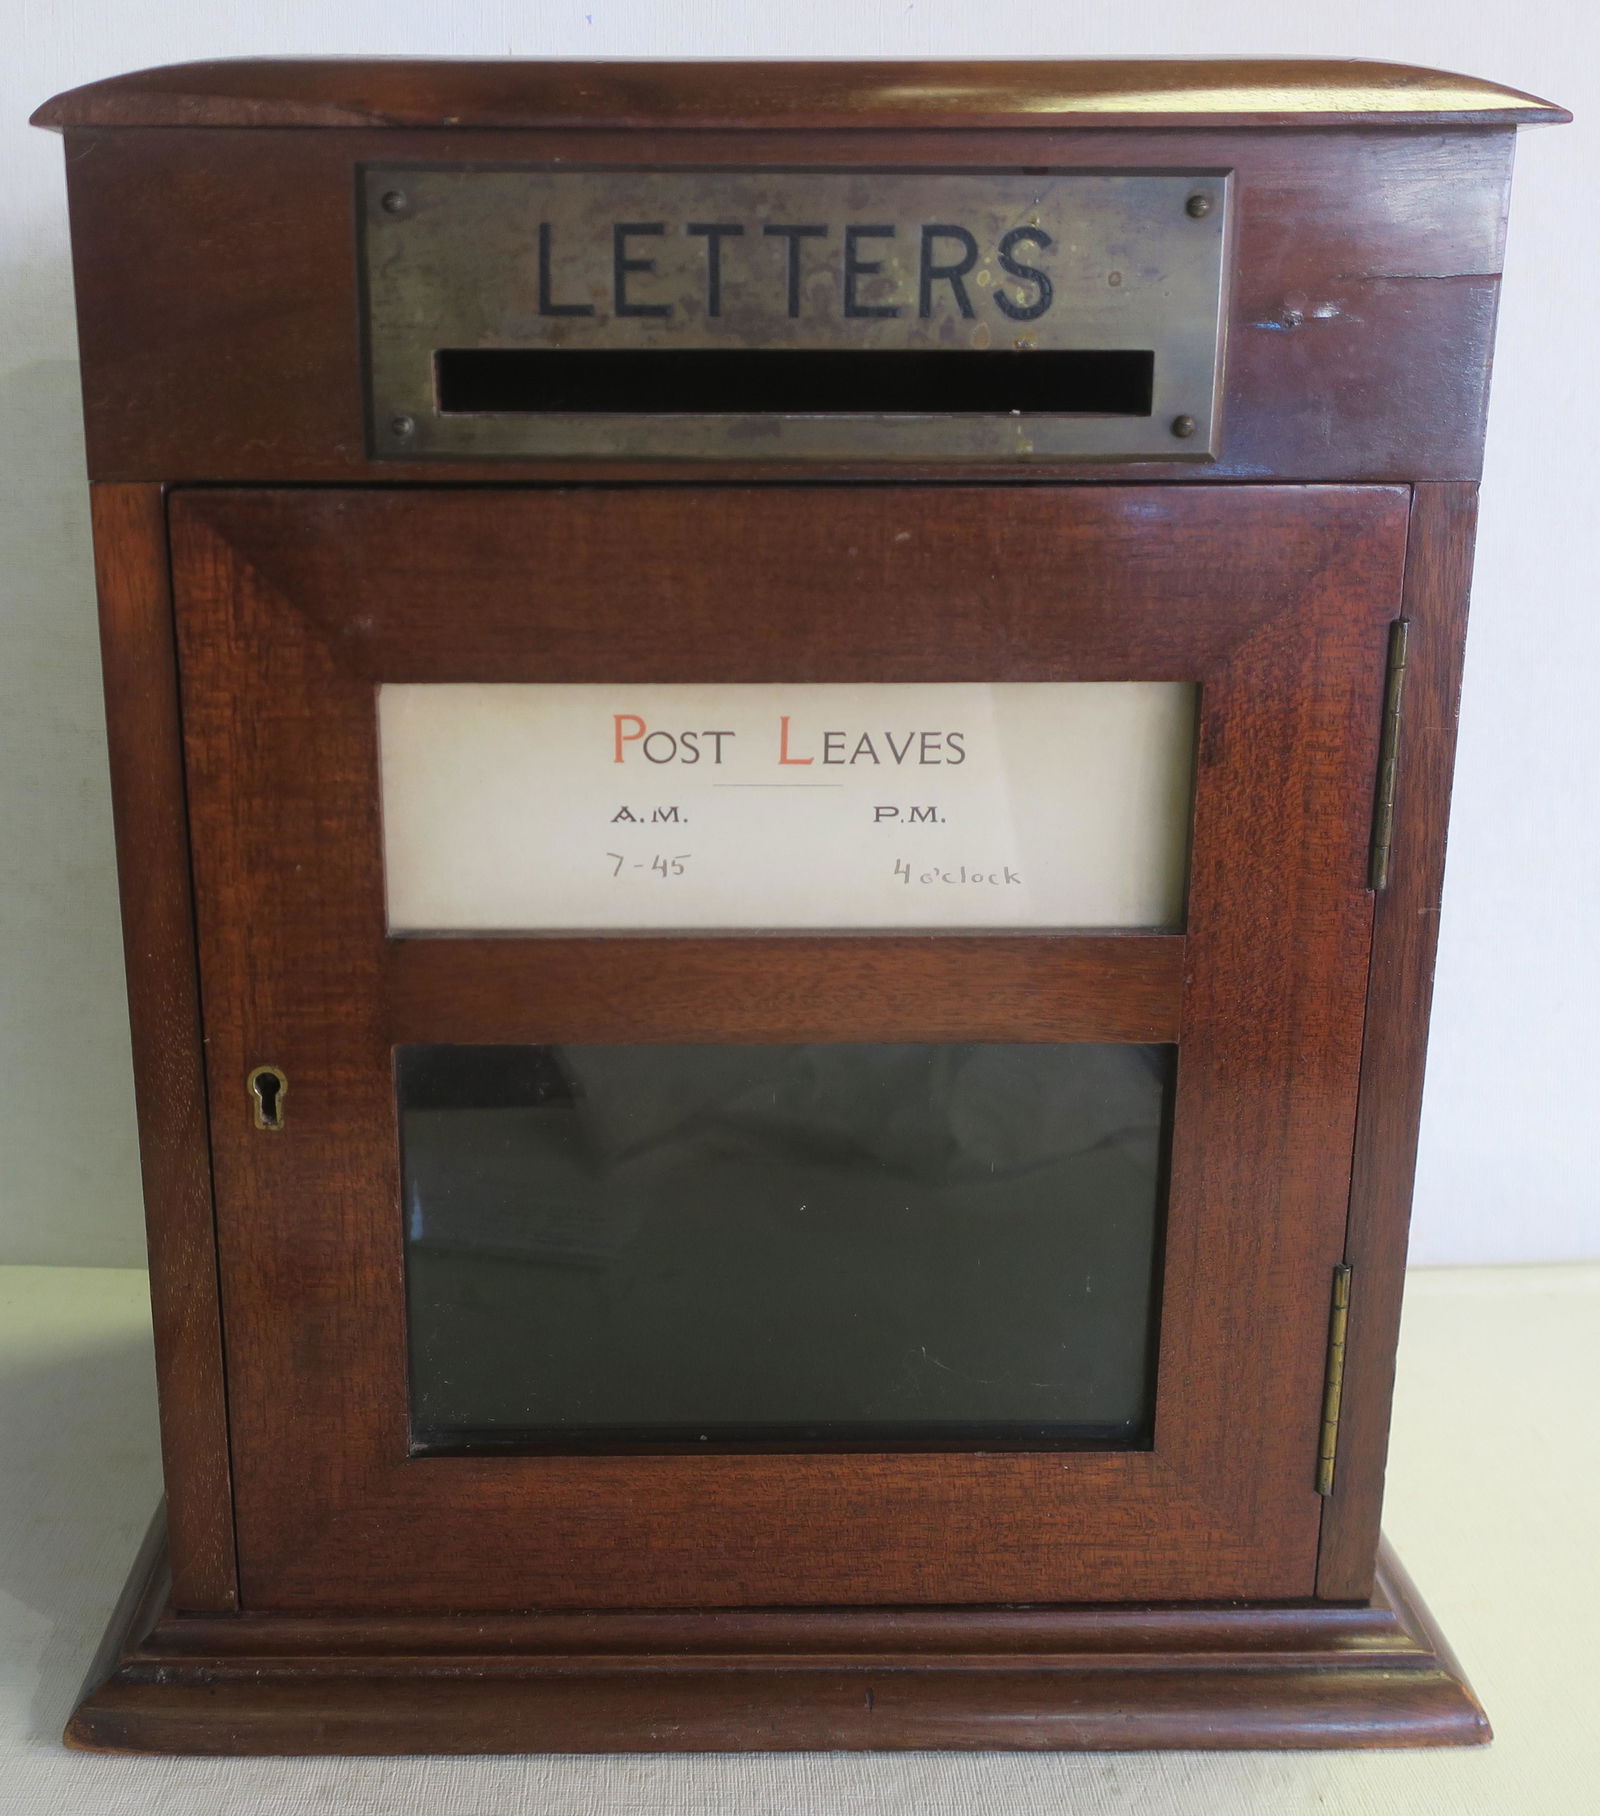 LETTERS
POST LEAVES
A.M. P.M.
7-45 4 o'clock